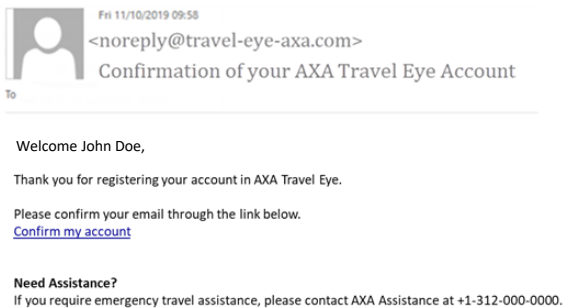 Fri 11/10/2019 09:58
<noreply@travel-eye-axa.com>
Confirmation of your AXA Travel Eye Account
To
Welcome John Doe,
Thank you for registering your account in AXA Travel Eye.
Please confirm your email through the link below.
Confirm my account
Need Assistance?
If you require emergency travel assistance, please contact AXA Assistance at +1-312-000-0000.